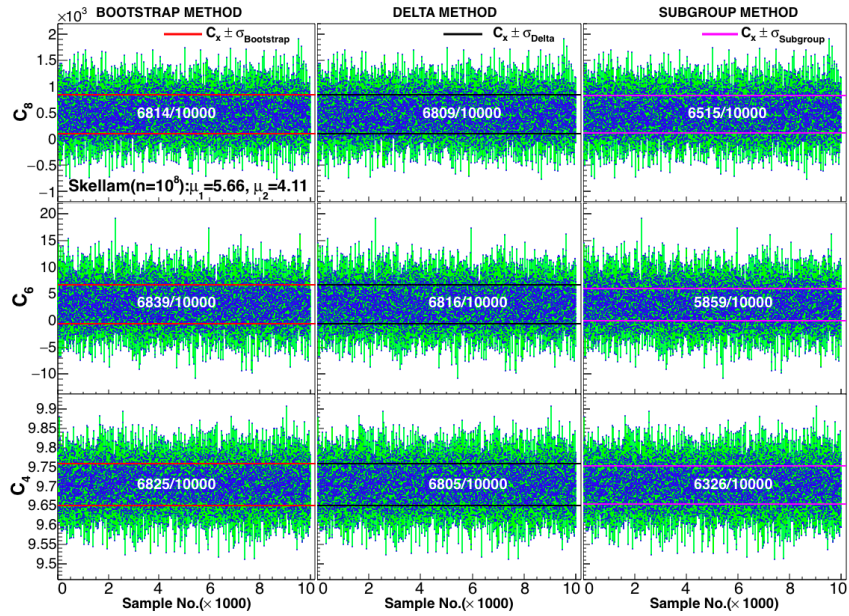 BOOTSTRAP METHOD DELTA METHOD SUBGROUP METHOD
×10³
Cₓ ± σ_Bootstrap Cₓ ± σ_Delta Cₓ ± σ_Subgroup
C₈
2
1.5
1
0.5
0
−0.5
−1
6814/10000 6809/10000 6515/10000
Skellam(n=10⁸):μ₁=5.66, μ₂=4.11
C₆
20
15
10
5
0
−5
−10
6839/10000 6816/10000 5859/10000
C₄
9.9
9.85
9.8
9.75
9.7
9.65
9.6
9.55
9.5
6825/10000 6805/10000 6326/10000
0 2 4 6 8 10 0 2 4 6 8 10 0 2 4 6 8 10
Sample No.(× 1000) Sample No.(× 1000) Sample No.(× 1000)